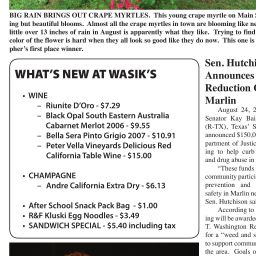 BIG RAIN BRINGS OUT CRAPE MYRTLES. This young crape myrtle on Main S
ing but beautiful blooms. Almost all the crape myrtles in town are blooming like ne
little over 13 inches of rain in August is apparently what they like. Trying to find
color of the flower is hard when they all look so good like they do now. This one is
pher's first place winner.
WHAT'S NEW AT WASIK'S
• WINE
– Riunite D'Oro - $7.29
– Black Opal South Eastern Australia
Cabarnet Merlot 2006 - $9.55
– Bella Sera Pinto Grigio 2007 - $10.91
– Peter Vella Vineyards Delicious Red
California Table Wine - $15.00
• CHAMPAGNE
– Andre California Extra Dry - $6.13
• After School Snack Pack Bag - $1.00
• R&F Kluski Egg Noodles - $3.49
• SANDWICH SPECIAL - $5.40 including tax
Sen. Hutchi
Announces
Reduction G
Marlin
August 24, 2
Senator Kay Bai
(R-TX), Texas' S
announced $150,0
partment of Justic
ing to help curb
and drug abuse in
"These funds
community partici
prevention and
safety in Marlin ne
Sen. Hutchison sai
According to
ing will be awarded
T. Washington Re
for a "weed and s
to support commun
the area. Goals o